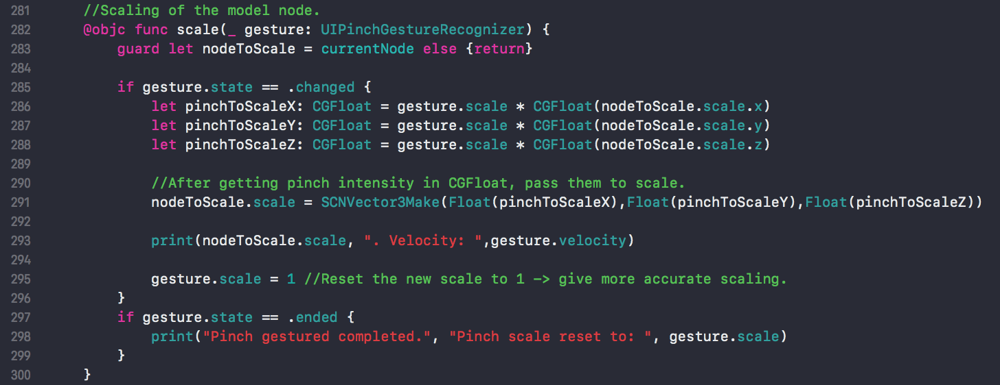 281 //Scaling of the model node.
282 @objc func scale(_ gesture: UIPinchGestureRecognizer) {
283 guard let nodeToScale = currentNode else {return}
284
285 if gesture.state == .changed {
286 let pinchToScaleX: CGFloat = gesture.scale * CGFloat(nodeToScale.scale.x)
287 let pinchToScaleY: CGFloat = gesture.scale * CGFloat(nodeToScale.scale.y)
288 let pinchToScaleZ: CGFloat = gesture.scale * CGFloat(nodeToScale.scale.z)
289
290 //After getting pinch intensity in CGFloat, pass them to scale.
291 nodeToScale.scale = SCNVector3Make(Float(pinchToScaleX),Float(pinchToScaleY),Float(pinchToScaleZ))
292
293 print(nodeToScale.scale, ". Velocity: ",gesture.velocity)
294
295 gesture.scale = 1 //Reset the new scale to 1 -> give more accurate scaling.
296 }
297 if gesture.state == .ended {
298 print("Pinch gestured completed.", "Pinch scale reset to: ", gesture.scale)
299 }
300 }